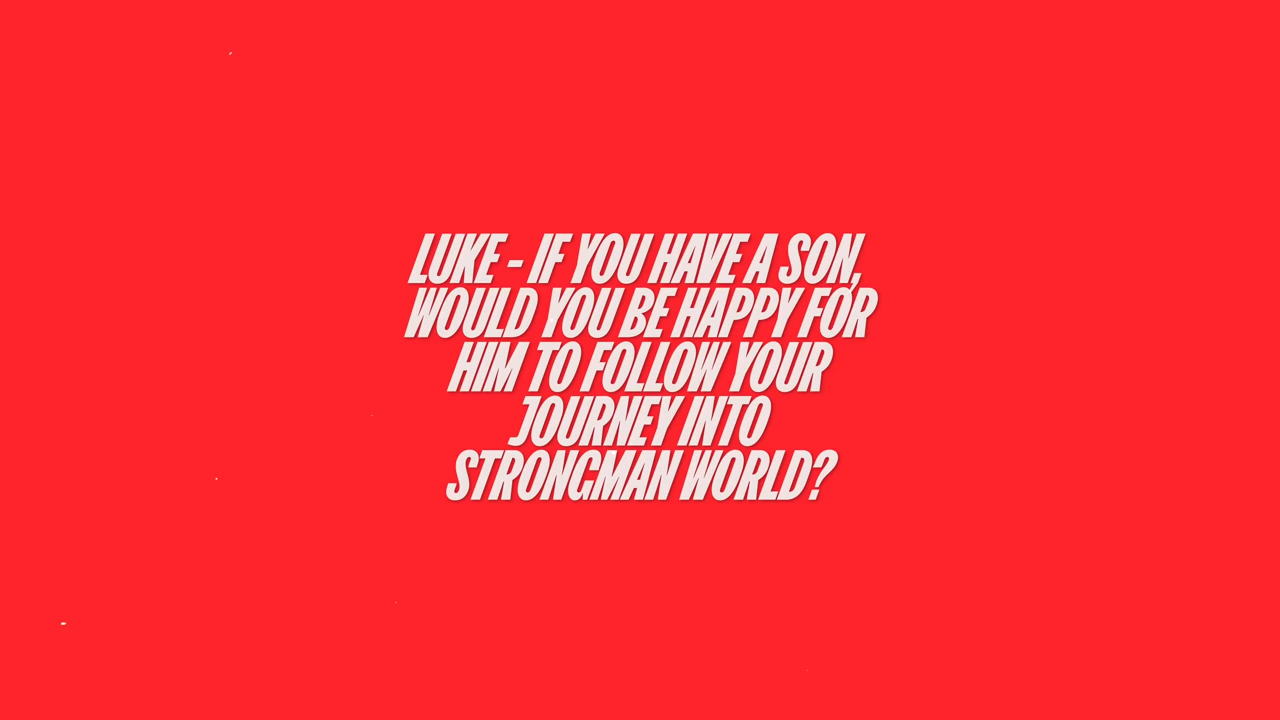 LUKE - IF YOU HAVE A SON,
WOULD YOU BE HAPPY FOR
HIM TO FOLLOW YOUR
JOURNEY INTO
STRONGMAN WORLD?